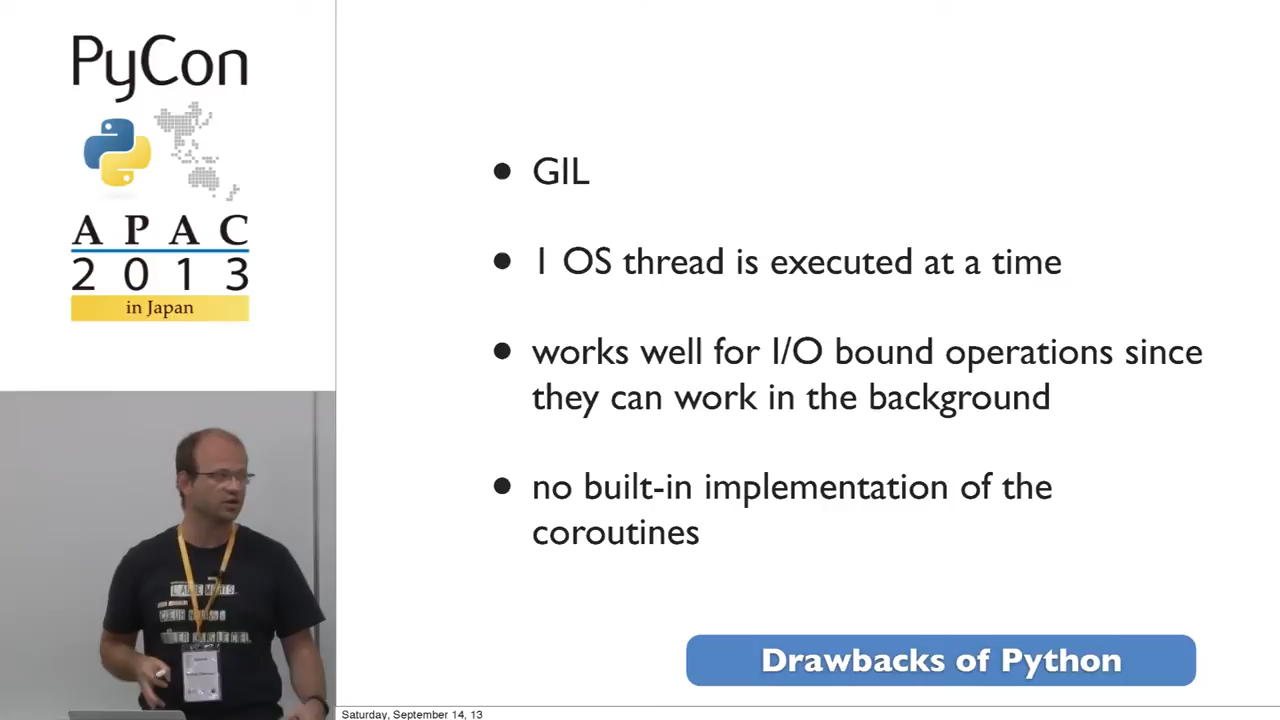 PyCon
APAC
2013
in Japan
• GIL
• 1 OS thread is executed at a time
• works well for I/O bound operations since
they can work in the background
• no built-in implementation of the
coroutines
Drawbacks of Python
Saturday, September 14, 13